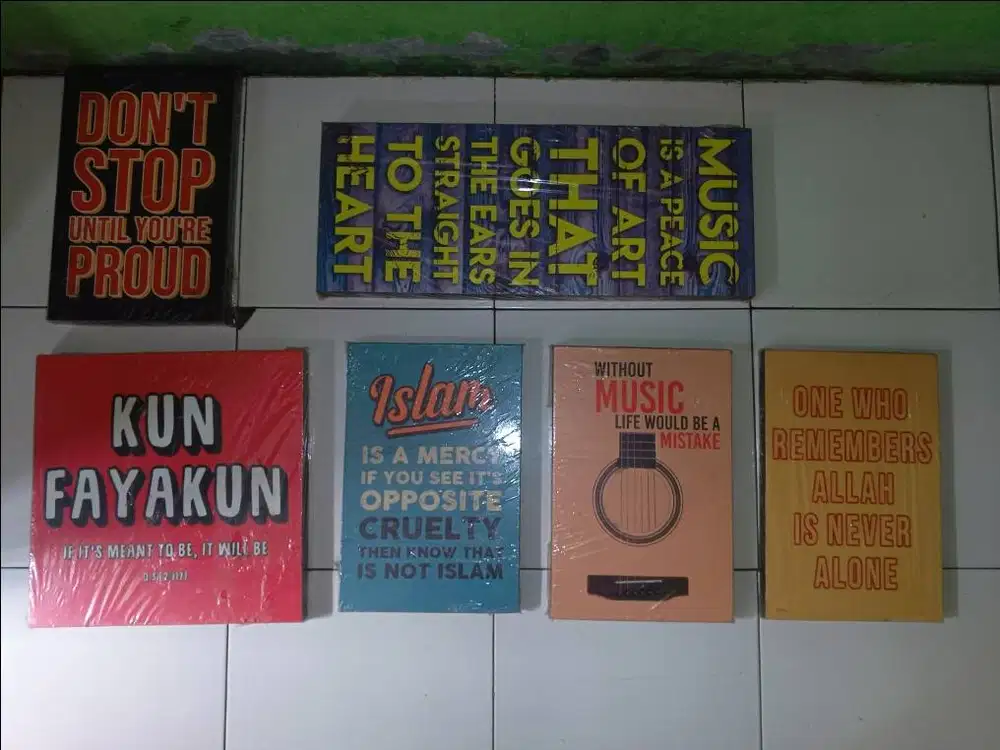 DON'T
STOP
UNTIL YOU'RE
PROUD
MUSIC
IS A PEACE
OF ART
THAT
GOES IN
THE EARS
STRAIGHT
TO THE
HEART
KUN
FAYAKUN
IF IT'S MEANT TO BE, IT WILL BE
Islam
IS A MERCY
IF YOU SEE IT'S
OPPOSITE
CRUELTY
THEN KNOW THAT
IS NOT ISLAM
WITHOUT
MUSIC
LIFE WOULD BE A
MISTAKE
ONE WHO
REMEMBERS
ALLAH
IS NEVER
ALONE